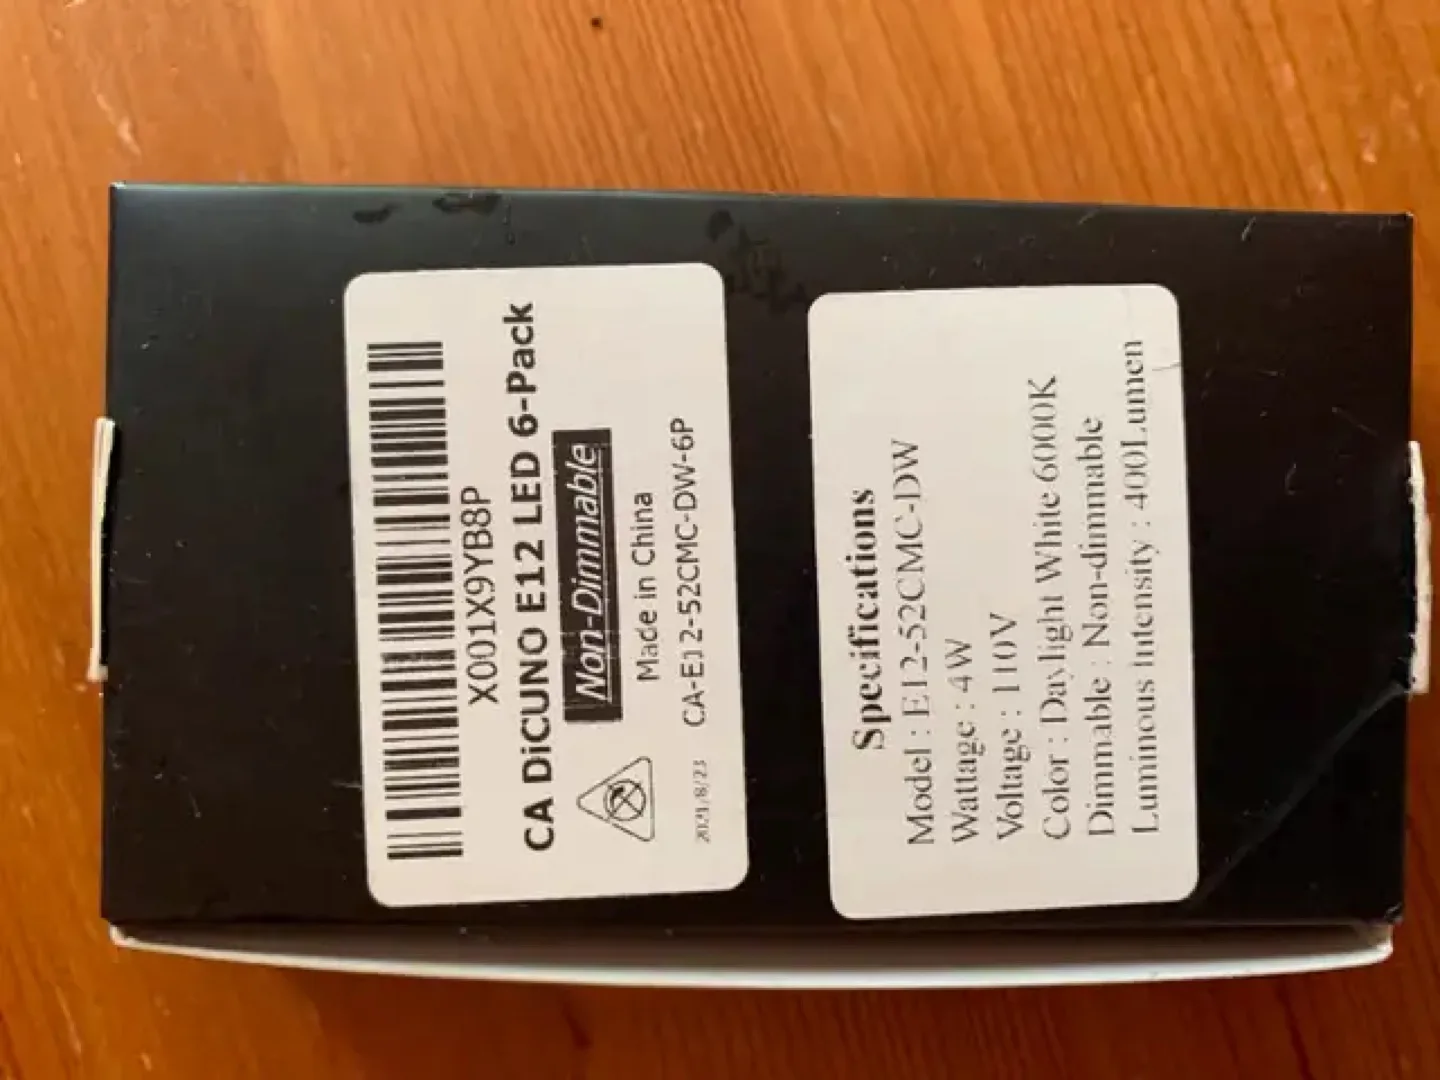 X001X9YB8P
CA DiCUNO E12 LED 6-Pack
Non-Dimmable
Made in China
2021/8/23 CA-E12-52CMC-DW-6P
Specifications
Model : E12-52CMC-DW
Wattage : 4W
Voltage : 110V
Color : Daylight White 6000K
Dimmable : Non-dimmable
Luminous Intensity : 400Lumen